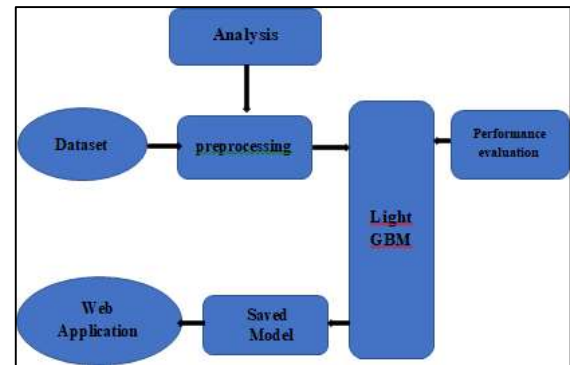 Analysis
Dataset
preprocessing
Performance
evaluation
Light
GBM
Web
Application
Saved
Model